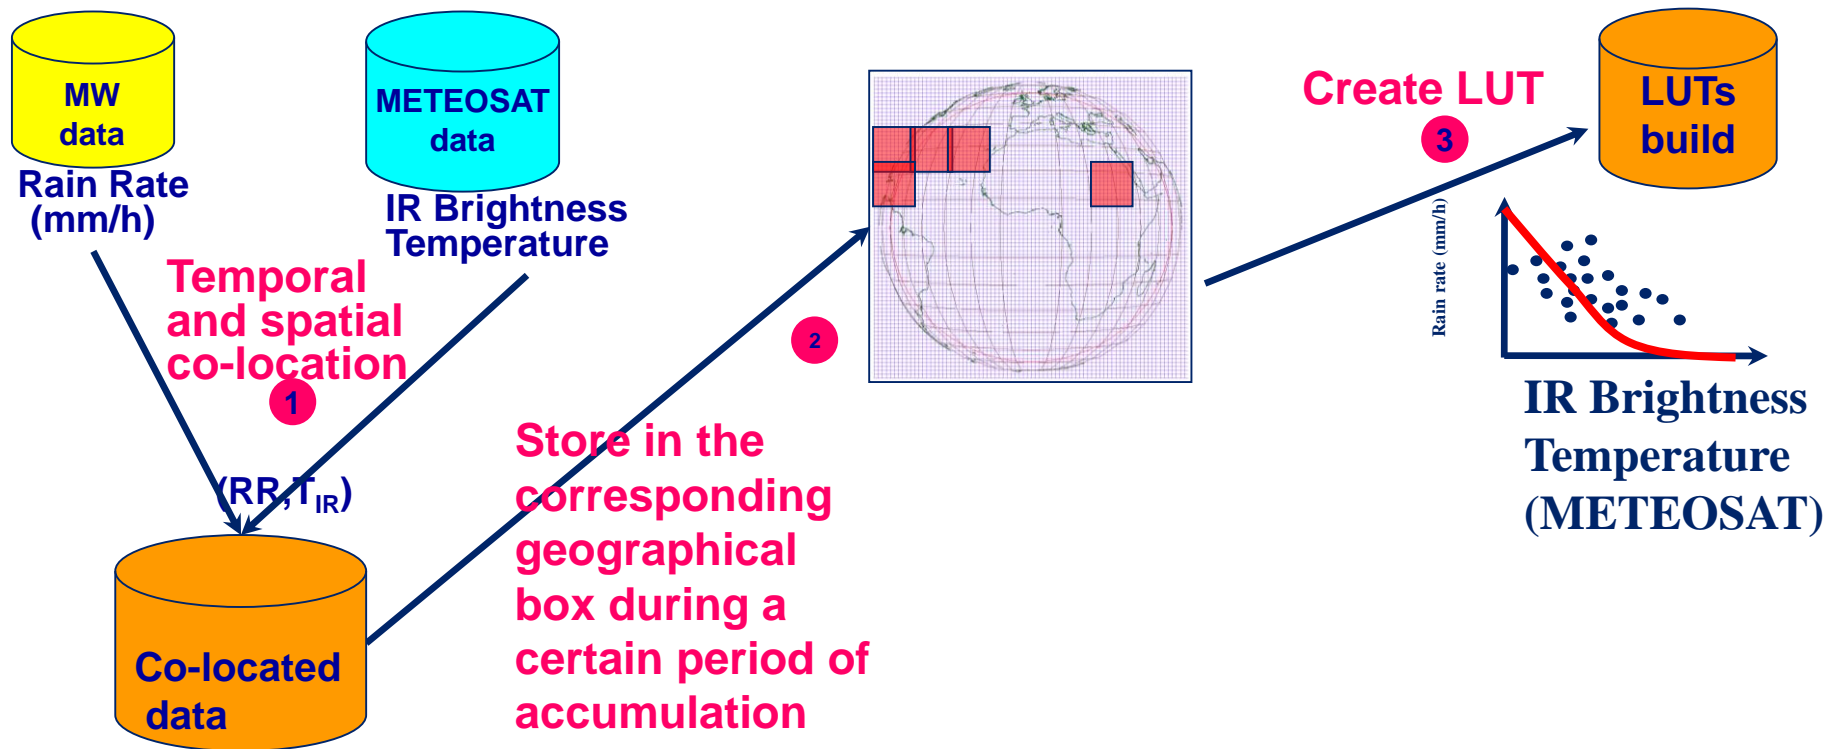 MW
data
Rain Rate
(mm/h)
METEOSAT
data
IR Brightness
Temperature
Temporal
and spatial
co-location
1
(RR,TIR)
Co-located
data
2
Store in the
corresponding
geographical
box during a
certain period of
accumulation
Create LUT
3
LUTs
build
Rain rate (mm/h)
IR Brightness
Temperature
(METEOSAT)